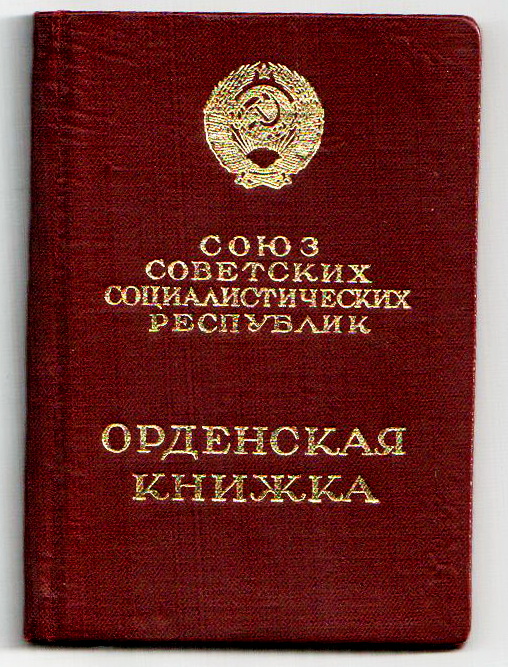 СОЮЗ
СОВЕТСКИХ
СОЦИАЛИСТИЧЕСКИХ
РЕСПУБЛИК
ОРДЕНСКАЯ
КНИЖКА